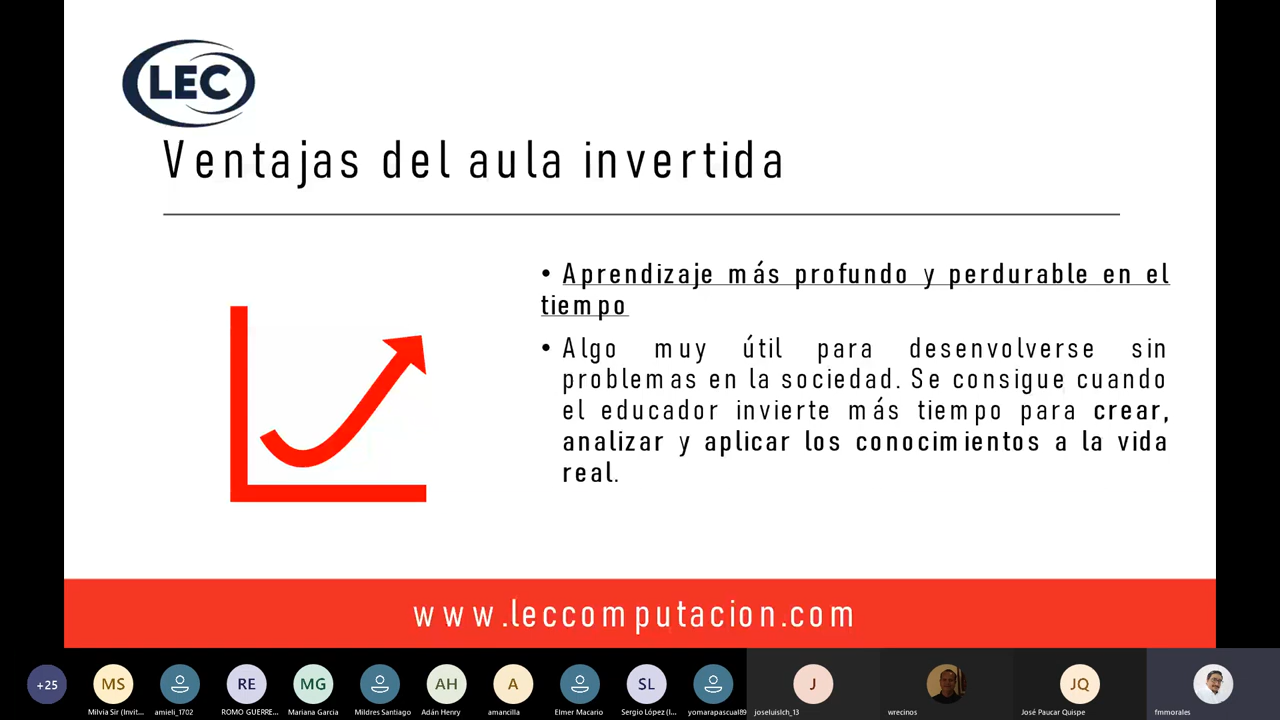 LEC
Ventajas del aula invertida
• Aprendizaje más profundo y perdurable en el
tiempo
• Algo muy útil para desenvolverse sin
problemas en la sociedad. Se consigue cuando
el educador invierte más tiempo para crear,
analizar y aplicar los conocimientos a la vida
real.
www.leccomputacion.com
+25 MS RE MG AH A SL J JQ
Milvia Sir (Invit... amieli_1702 ROMO GUERRE... Mariana García Mildres Santiago Adán Henry amancilla Elmer Macario Sergio López (I... yomarapascual89 joseluislch_13 wrecinos José Paucar Quispe fmmorales